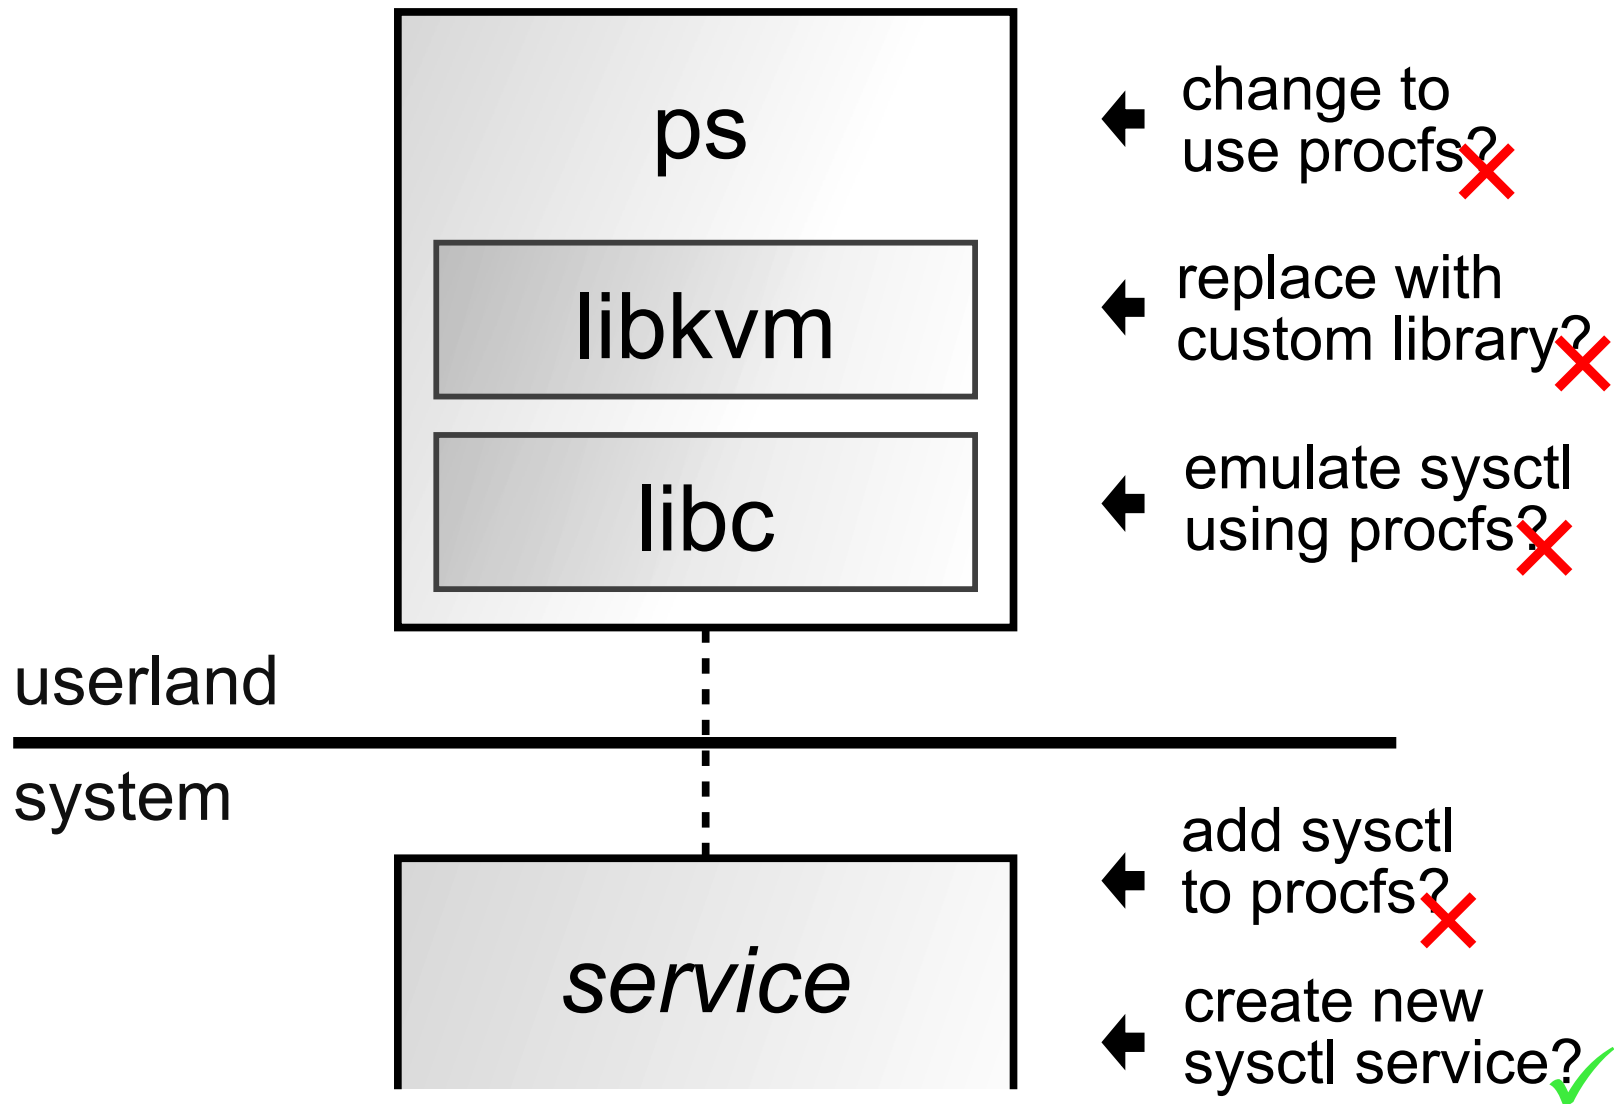 ps
change to
use procfs?
libkvm
replace with
custom library?
libc
emulate sysctl
using procfs?
userland
system
add sysctl
to procfs?
service
create new
sysctl service?